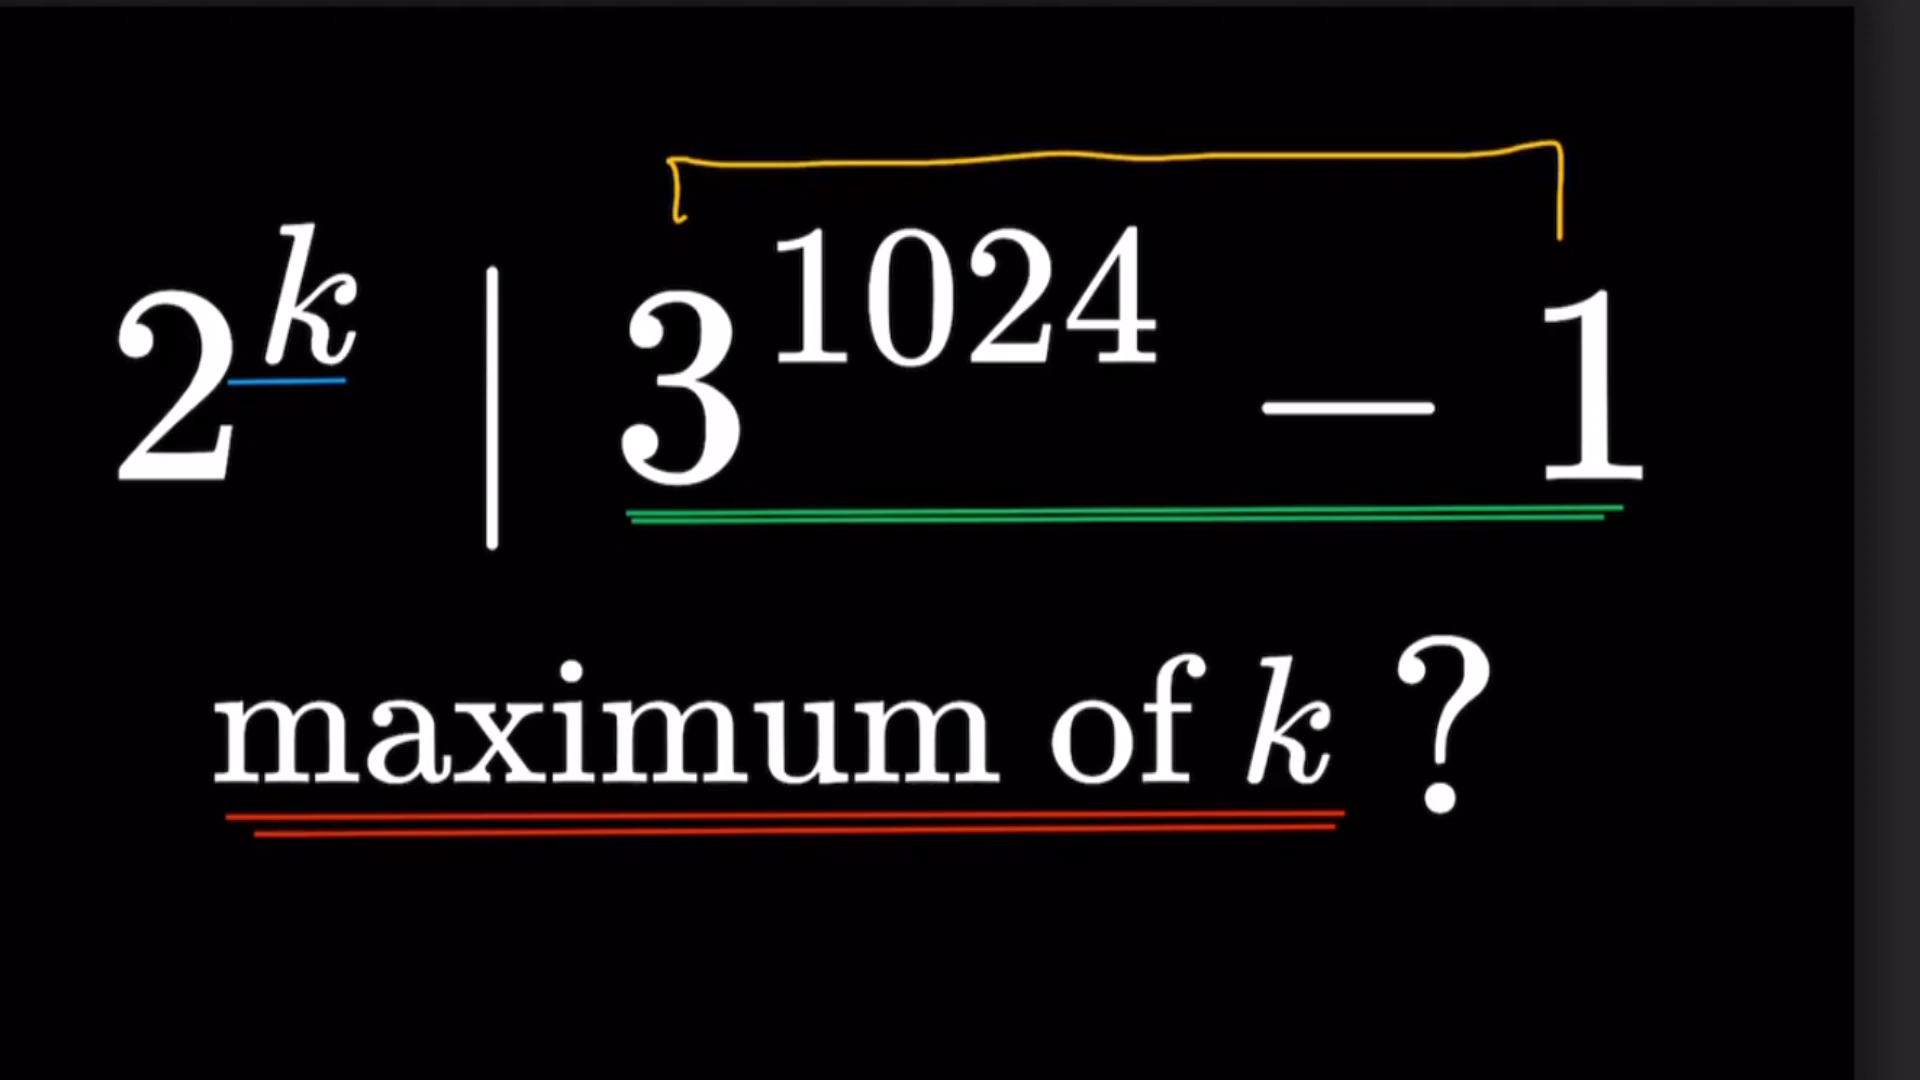 2^k | 3^1024 − 1
maximum of k ?